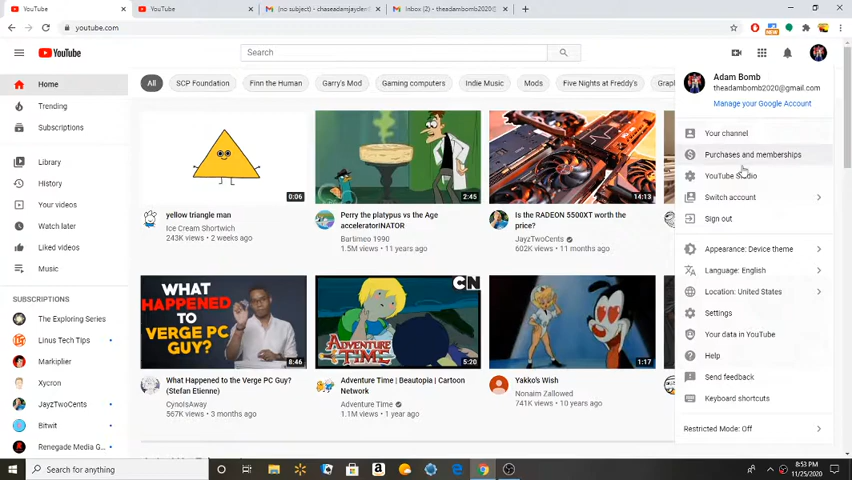 YouTube
YouTube
(no subject) - chaseadamjayden
Inbox (2) - theadambomb2020@
youtube.com
NEW
YouTube
Search
Home
Trending
Subscriptions
Library
History
Your videos
Watch later
Liked videos
Music
SUBSCRIPTIONS
The Exploring Series
Linus Tech Tips
Markiplier
Xycron
JayzTwoCents
Bitwit
Renegade Media G...
All
SCP Foundation
Finn the Human
Garry's Mod
Gaming computers
Indie Music
Mods
Five Nights at Freddy's
Grap
0:06
yellow triangle man
Ice Cream Shortwich
243K views • 2 weeks ago
2:45
Perry the platypus vs the Age
acceleratorINATOR
Bartimeo 1990
1.5M views • 11 years ago
14:13
Is the RADEON 5500XT worth the
price?
JayzTwoCents
602K views • 11 months ago
WHAT
HAPPENED
TO
VERGE PC
GUY?
8:46
What Happened to the Verge PC Guy?
(Stefan Etienne)
CynoIsAway
567K views • 3 months ago
CN
ADVENTURE
TIME
5:20
Adventure Time | Beautopia | Cartoon
Network
Adventure Time
1.1M views • 1 year ago
1:17
Yakko's Wish
Nonaim Zallowed
741K views • 10 years ago
Adam Bomb
theadambomb2020@gmail.com
Manage your Google Account
Your channel
Purchases and memberships
YouTube Studio
Switch account
Sign out
Appearance: Device theme
Language: English
Location: United States
Settings
Your data in YouTube
Help
Send feedback
Keyboard shortcuts
Restricted Mode: Off
Search for anything
8:53 PM
11/25/2020